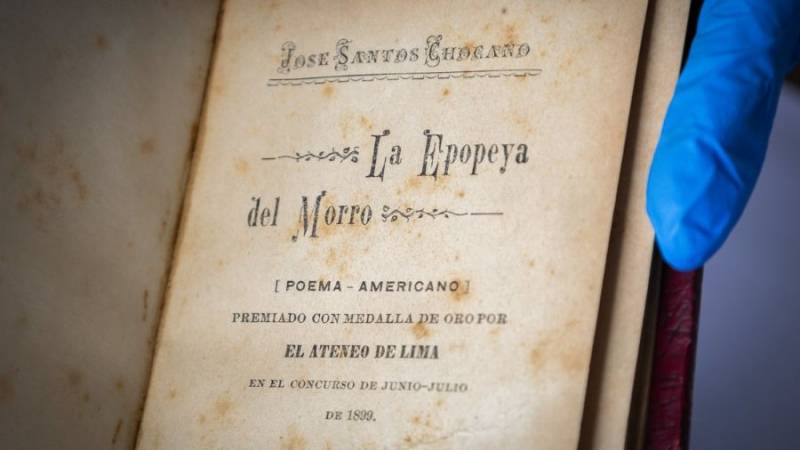 JOSE SANTOS CHOCANO
La Epopeya
del Morro
[POEMA-AMERICANO]
PREMIADO CON MEDALLA DE ORO POR
EL ATENEO DE LIMA
EN EL CONCURSO DE JUNIO-JULIO
DE 1899.